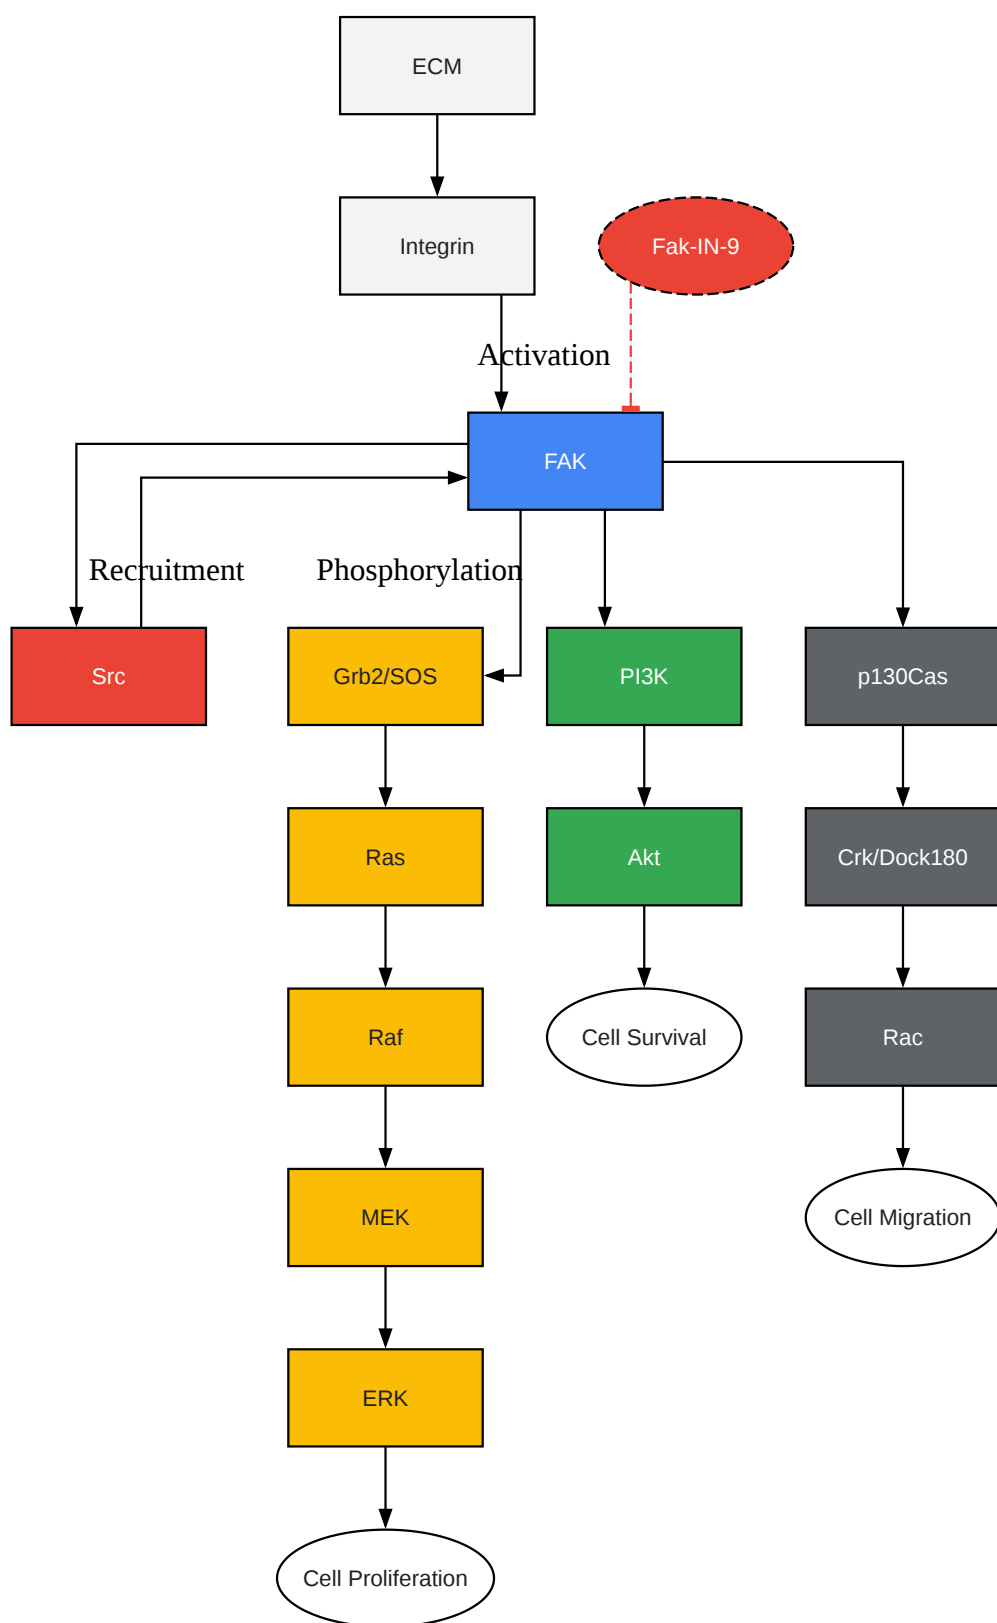 ECM
Integrin
Fak-IN-9
Activation
FAK
Recruitment
Phosphorylation
Src
Grb2/SOS
PI3K
p130Cas
Ras
Akt
Crk/Dock180
Raf
Cell Survival
Rac
MEK
Cell Migration
ERK
Cell Proliferation